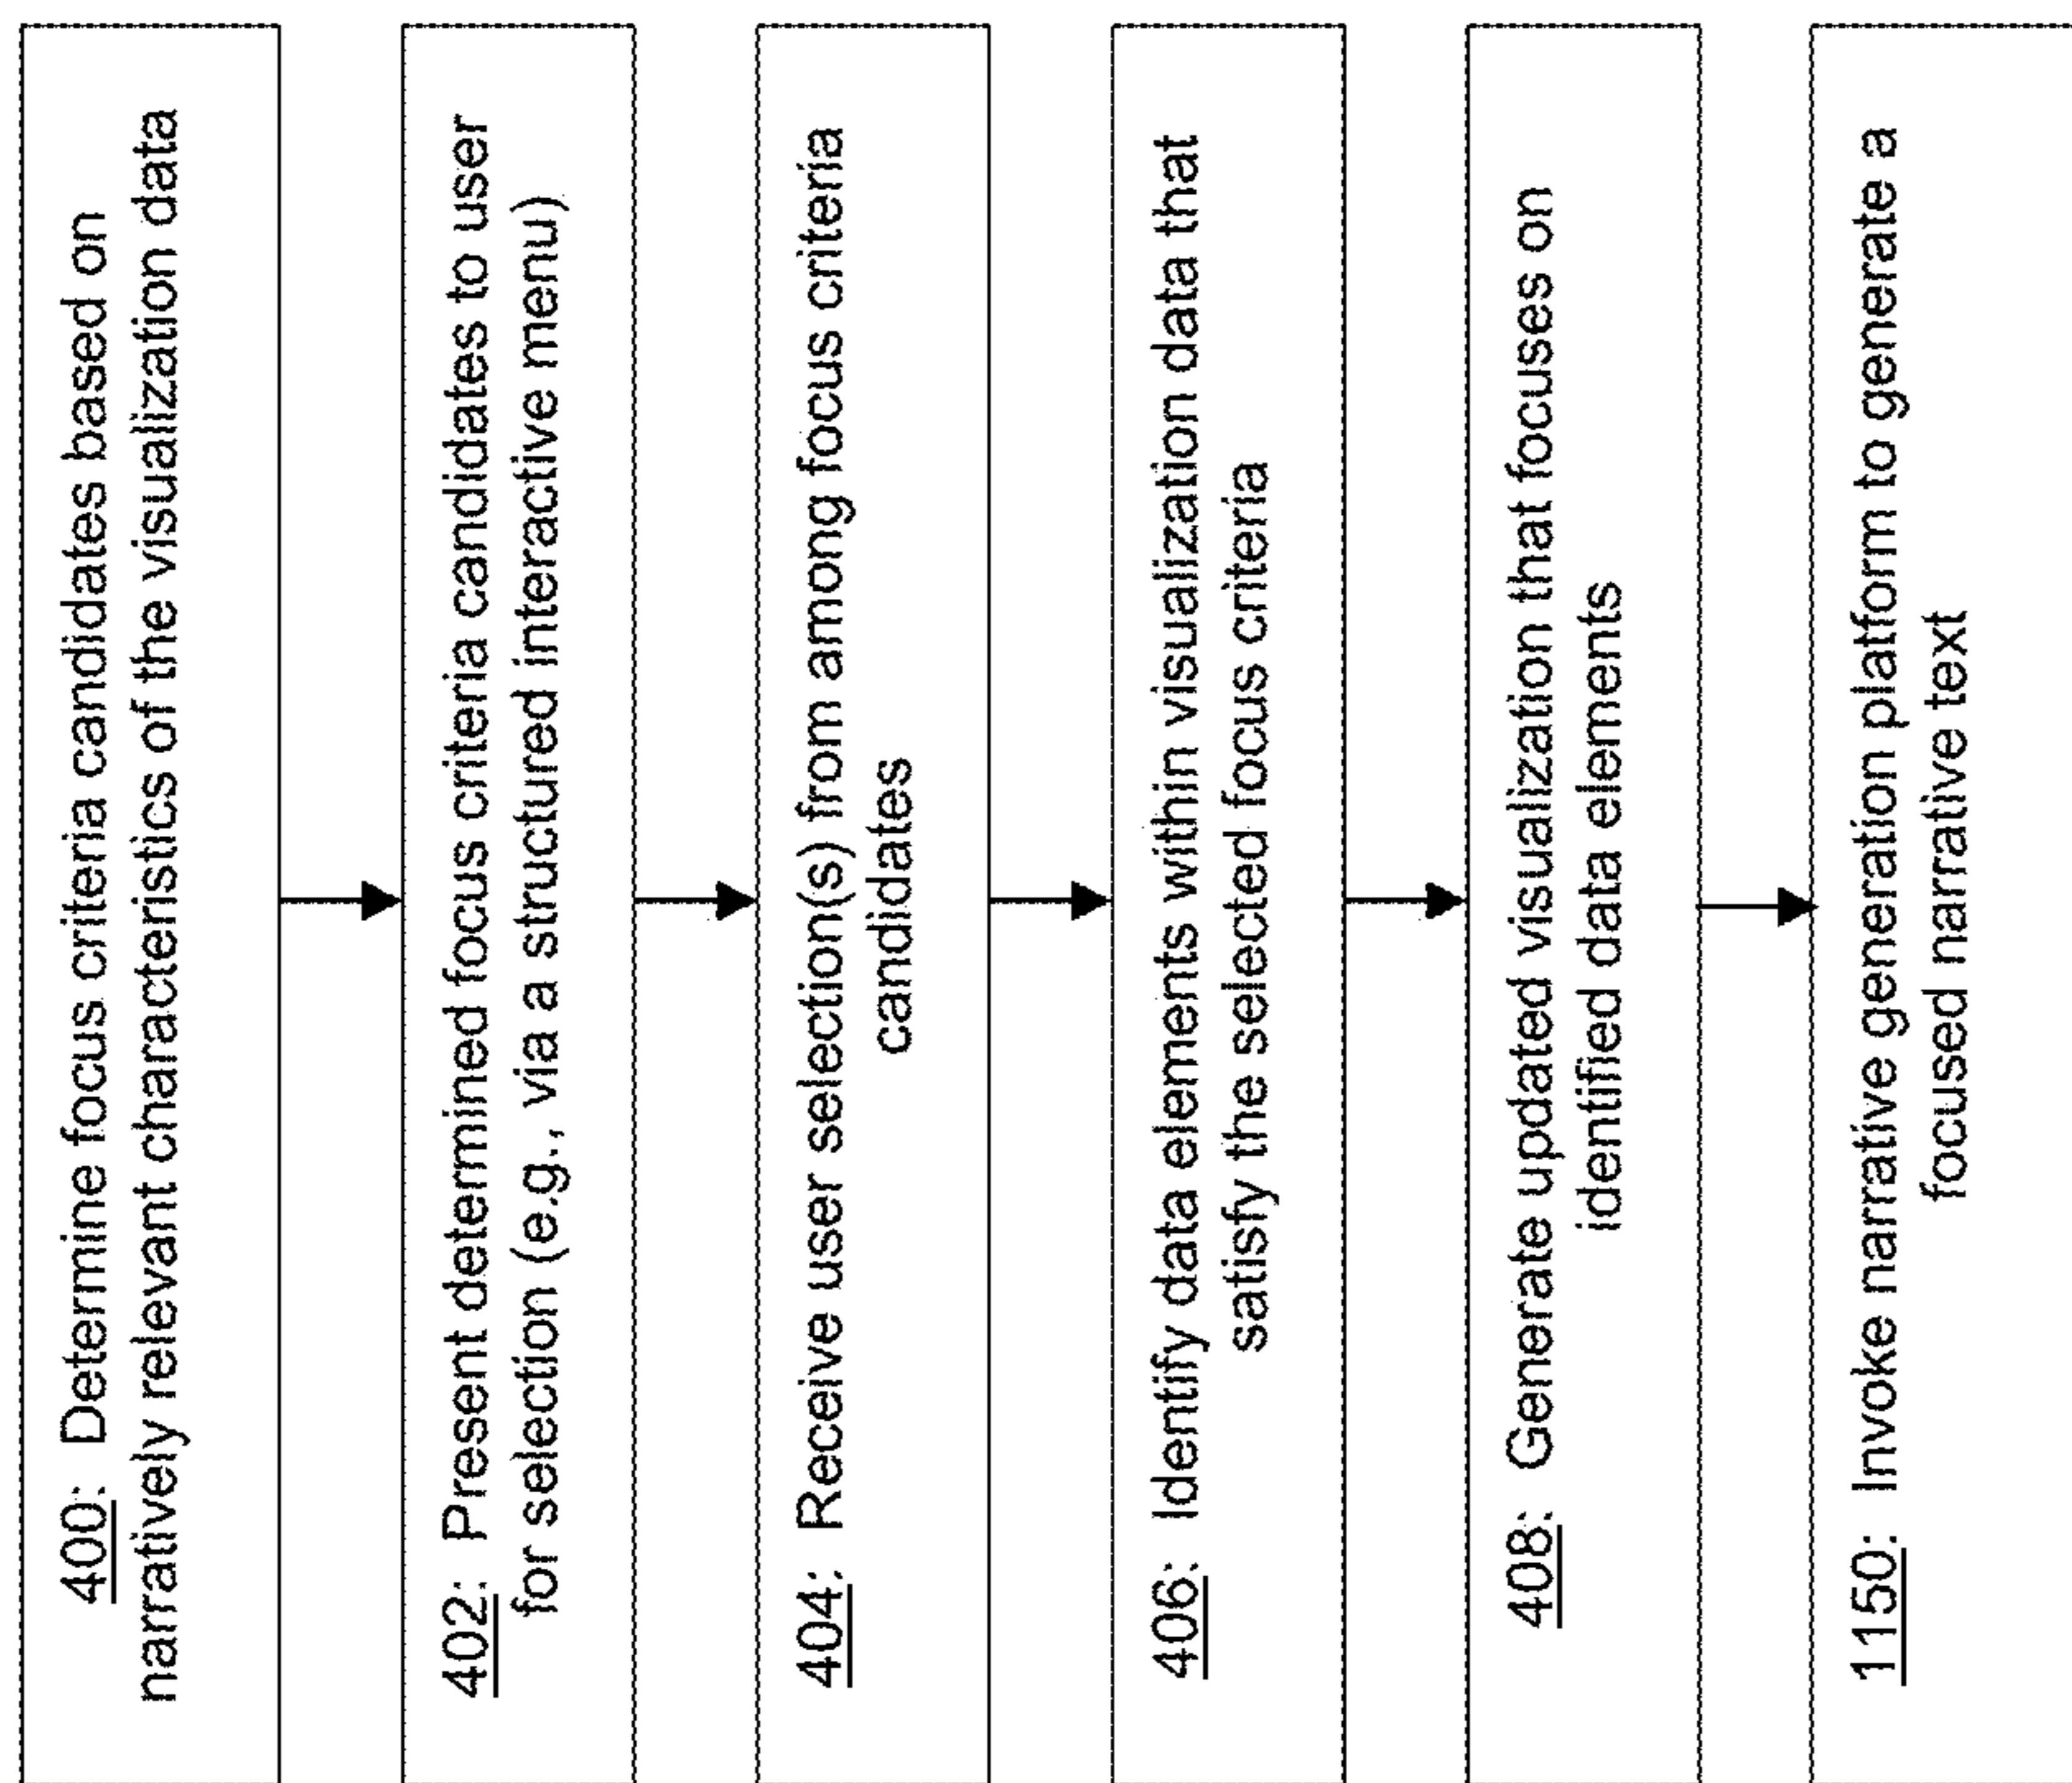 400: Determine focus criteria candidates based on
narratively relevant characteristics of the visualization data
402: Present determined focus criteria candidates to user
for selection (e.g., via a structured interactive menu)
404: Receive user selection(s) from among focus criteria
candidates
406: Identify data elements within visualization data that
satisfy the selected focus criteria
408: Generate updated visualization that focuses on
identified data elements
1150: Invoke narrative generation platform to generate a
focused narrative text